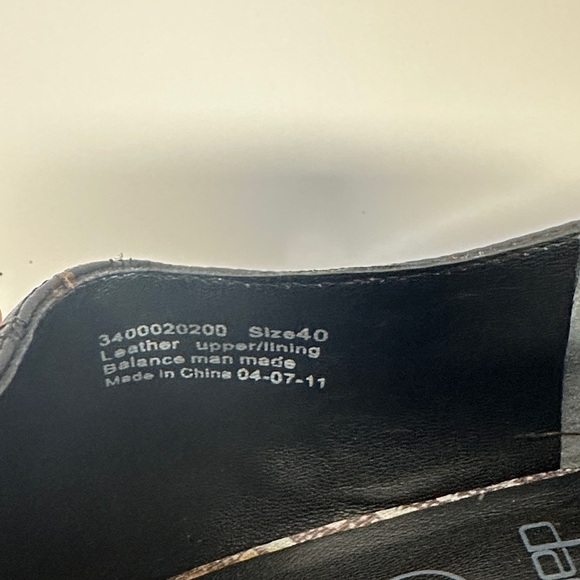 3400020200 Size40
Leather upper/lining
Balance man made
Made in China 04-07-11